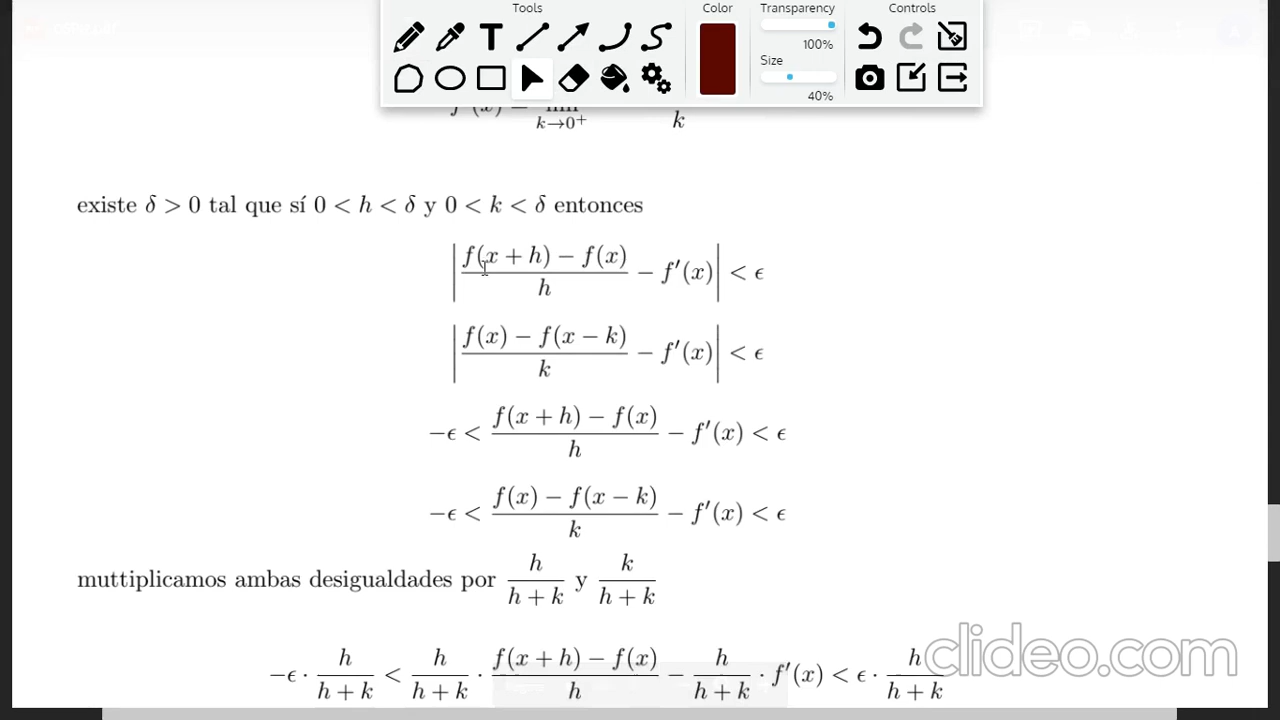 Tools
Color
Transparency
Controls
100%
Size
40%
k→0⁺ k
existe δ > 0 tal que sí 0 < h < δ y 0 < k < δ entonces
|f(x + h) − f(x) / h − f′(x)| < ϵ
|f(x) − f(x − k) / k − f′(x)| < ϵ
−ϵ < f(x + h) − f(x) / h − f′(x) < ϵ
−ϵ < f(x) − f(x − k) / k − f′(x) < ϵ
muttiplicamos ambas desigualdades por h / h + k y k / h + k
−ϵ · h / h + k < h / h + k · f(x + h) − f(x) / h − h / h + k · f′(x) < ϵ · h / h + k
clideo.com